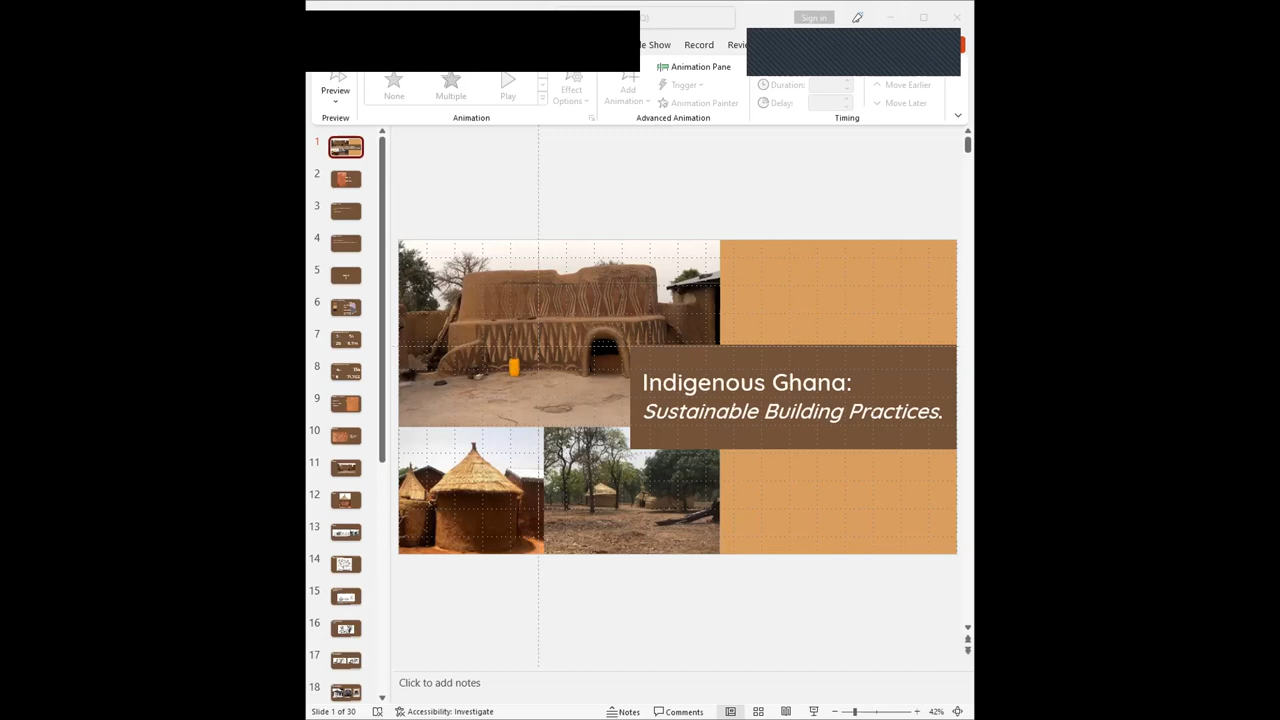 Sign in
Show
Record
Animation Pane
Preview
None
Multiple
Play
Effect
Options
Add
Animation
Trigger
Animation Painter
Duration:
Delay:
Move Earlier
Move Later
Preview
Animation
Advanced Animation
Timing
1
2
3
4
5
6
7
8
9
10
11
12
13
14
15
16
17
18
Indigenous Ghana:
Sustainable Building Practices.
Click to add notes
Slide 1 of 30
Accessibility: Investigate
Notes
Comments
42%